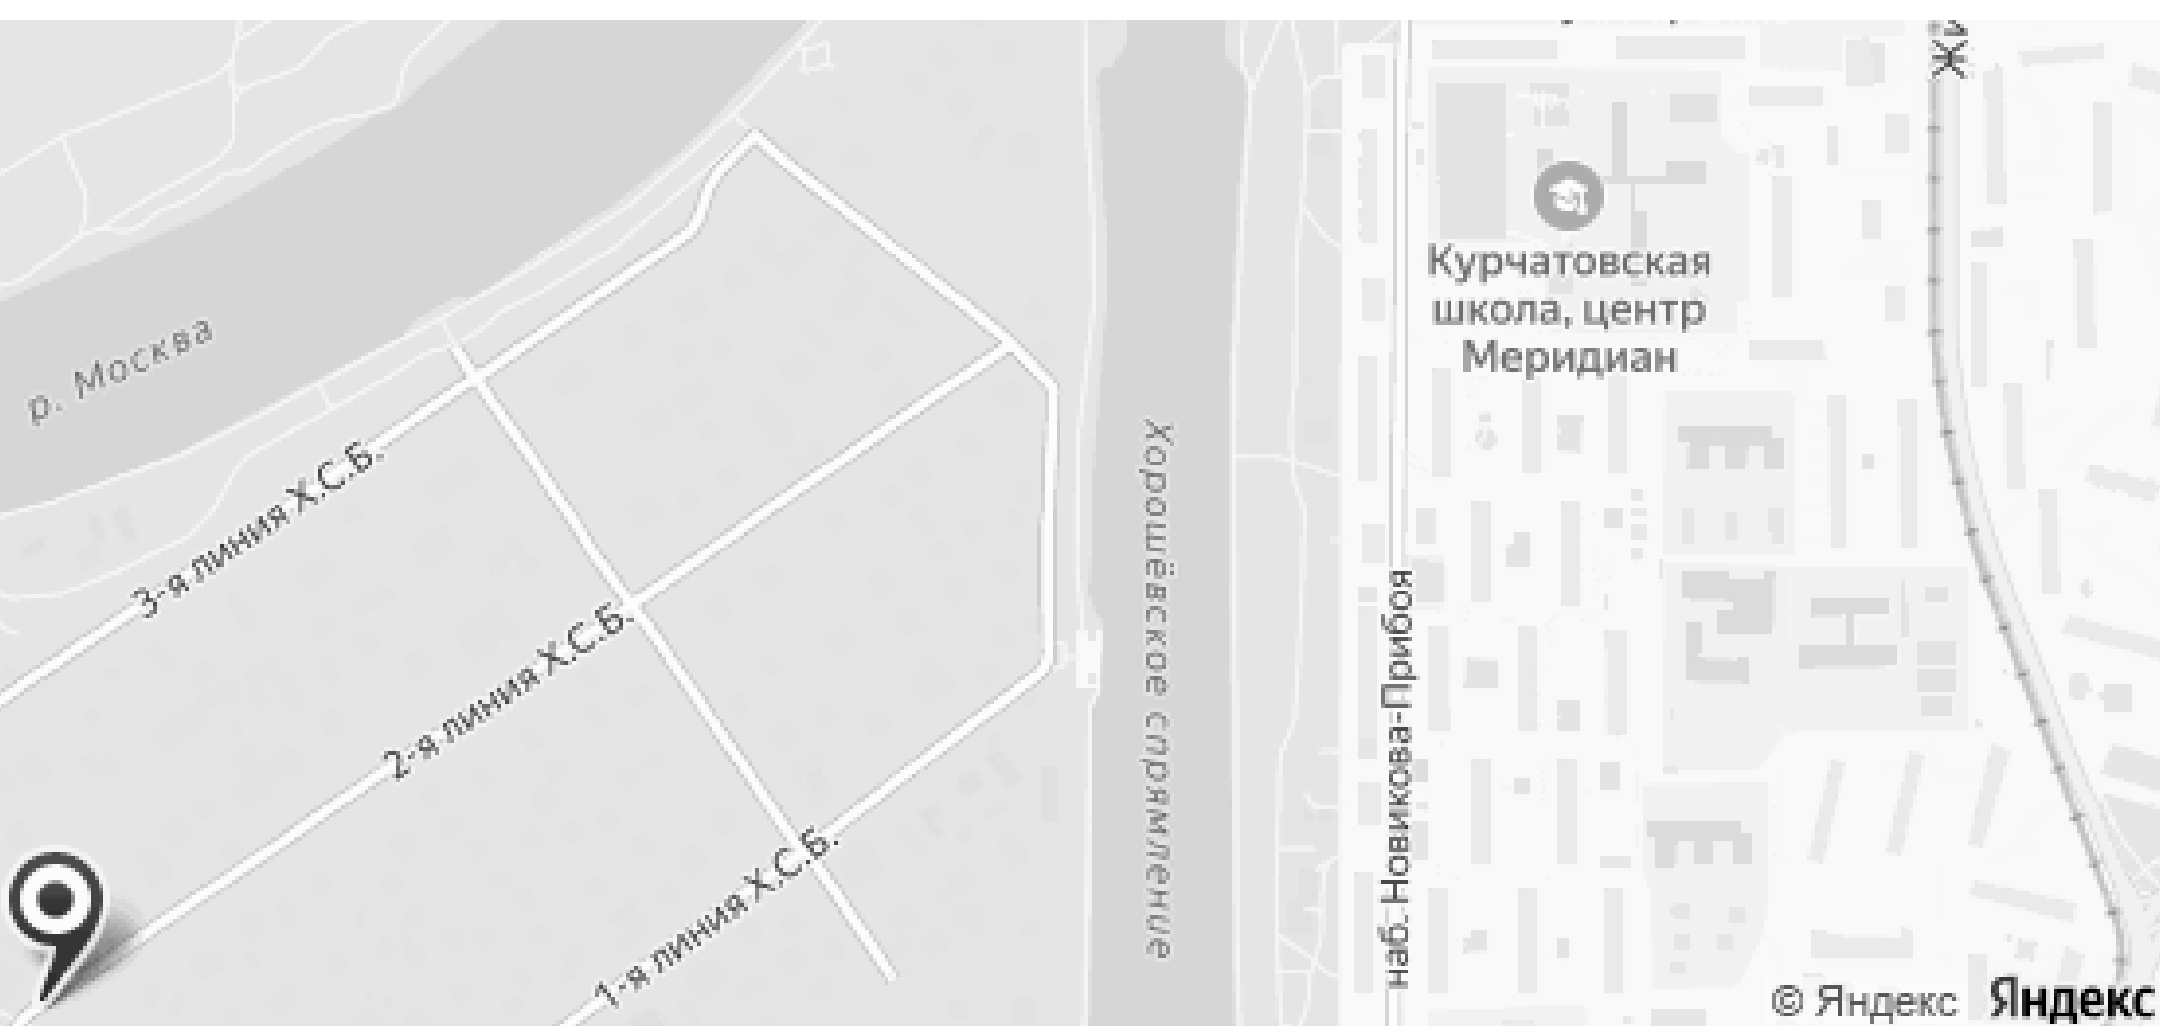 Ж
Курчатовская
школа, центр
Меридиан
р. Москва
3-я линия Х.С.Б.
2-я линия Х.С.Б.
1-я линия Х.С.Б.
Хорошёвское спрямление
наб. Новикова-Прибоя
© Яндекс Яндекс